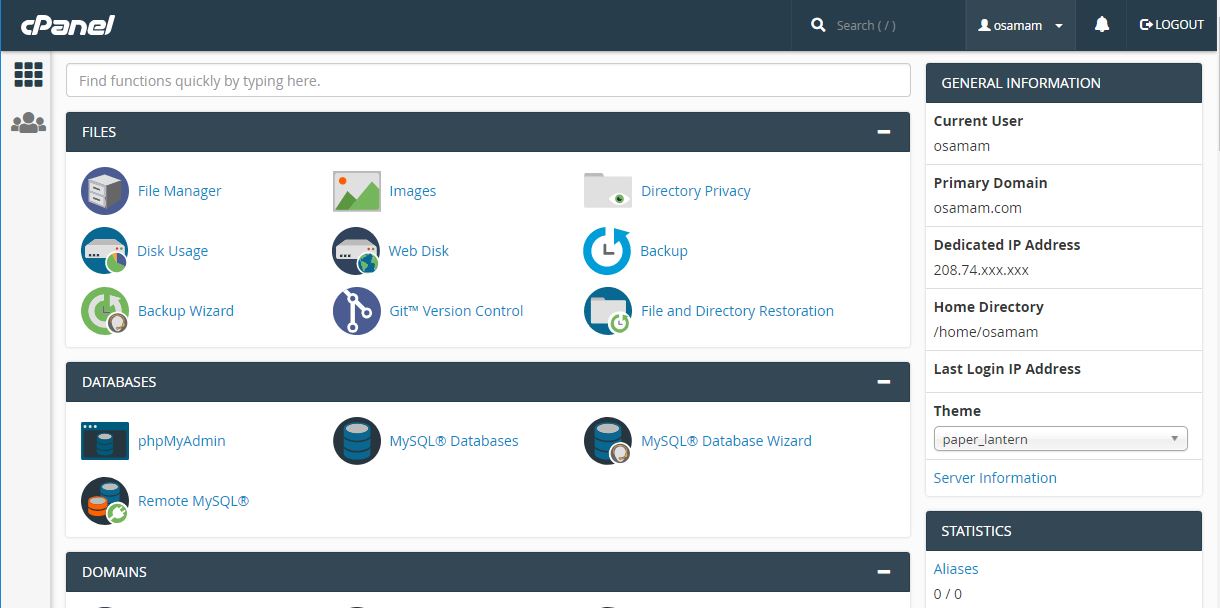 cPanel
Search ( / )
osamam
LOGOUT
Find functions quickly by typing here.
FILES
File Manager
Images
Directory Privacy
Disk Usage
Web Disk
Backup
Backup Wizard
Git™ Version Control
File and Directory Restoration
DATABASES
phpMyAdmin
MySQL® Databases
MySQL® Database Wizard
Remote MySQL®
DOMAINS
GENERAL INFORMATION
Current User
osamam
Primary Domain
osamam.com
Dedicated IP Address
208.74.xxx.xxx
Home Directory
/home/osamam
Last Login IP Address
Theme
paper_lantern
Server Information
STATISTICS
Aliases
0 / 0